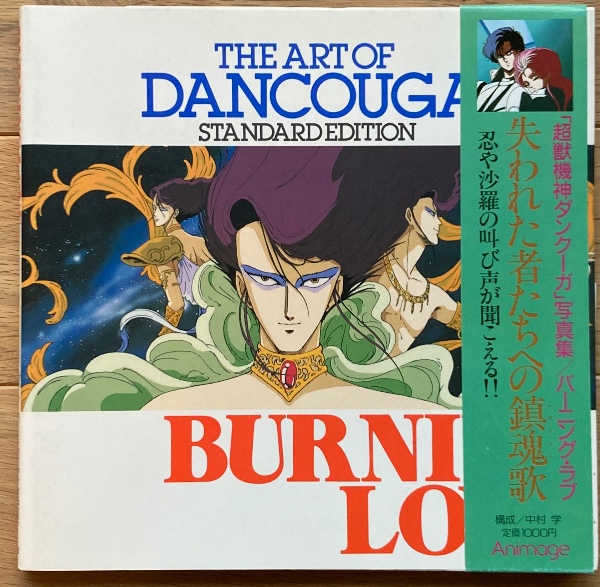 THE ART OF
DANCOUGA
STANDARD EDITION
BURNI
LO
「超獣機神ダンクーガ」写真集/バーニング・ラブ
失われた者たちへの鎮魂歌
忍や沙羅の叫び声が聞こえる!!
構成/中村 学
定価1000円
Animage